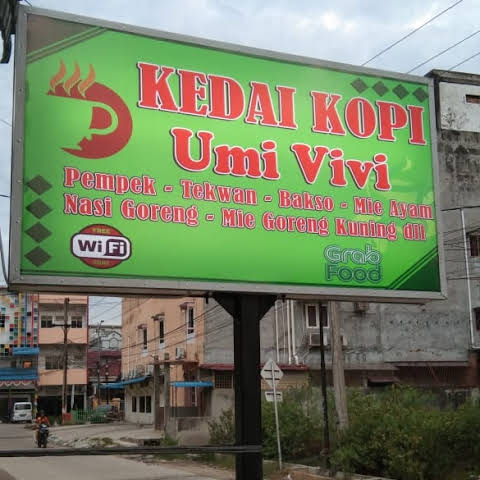 KEDAI KOPI
Umi Vivi
Pempek - Tekwan - Bakso - Mie Ayam
Nasi Goreng - Mie Goreng Kuning dll
FREE
WiFi
ZONE
Grab
Food